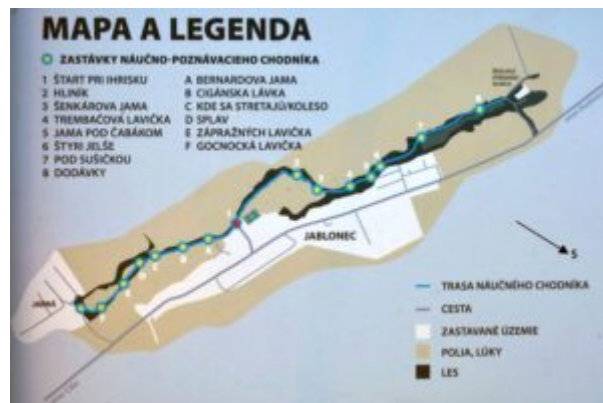 MAPA A LEGENDA
ZASTÁVKY NÁUČNO-POZNÁVACIEHO CHODNÍKA
1 ŠTART PRI IHRISKU
2 HLINÍK
3 ŠENKÁROVA JAMA
4 TREMBAČOVA LAVIČKA
5 JAMA POD ČABÁKOM
6 ŠTYRI JELŠE
7 POD SUŠIČKOU
8 DODÁVKY
A BERNARDOVA JAMA
B CIGÁNSKA LÁVKA
C KDE SA STRETAJÚ/KOLESO
D SPLAV
E ZÁPRAŽNÝCH LAVIČKA
F GOCNOCKÁ LAVIČKA
JABLONEC
S
TRASA NÁUČNÉHO CHODNÍKA
CESTA
ZASTAVANÉ ÚZEMIE
POLIA, LÚKY
LES